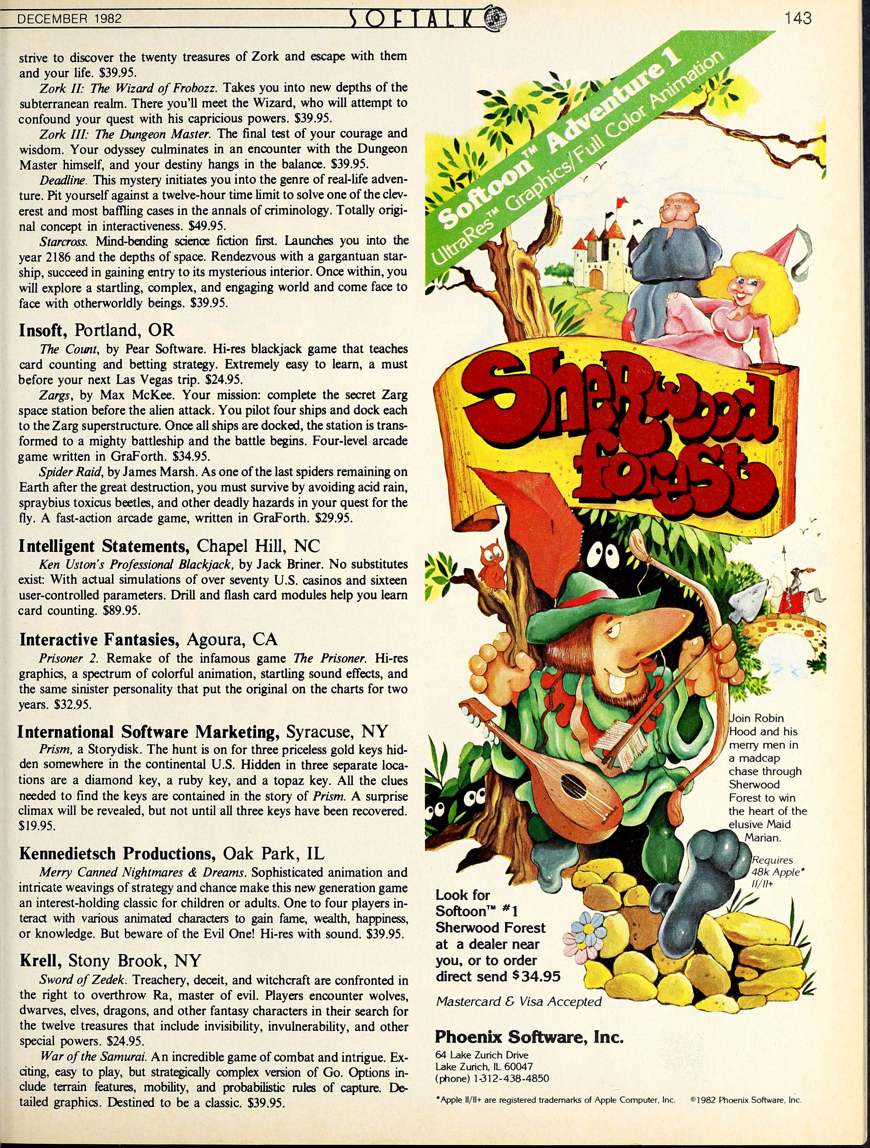 DECEMBER 1982
SOFTALK
143
strive to discover the twenty treasures of Zork and escape with them
and your life. $39.95.
Zork II: The Wizard of Frobozz. Takes you into new depths of the
subterranean realm. There you'll meet the Wizard, who will attempt to
confound your quest with his capricious powers. $39.95.
Zork III: The Dungeon Master. The final test of your courage and
wisdom. Your odyssey culminates in an encounter with the Dungeon
Master himself, and your destiny hangs in the balance. $39.95.
Deadline. This mystery initiates you into the genre of real-life adven-
ture. Pit yourself against a twelve-hour time limit to solve one of the clev-
erest and most baffling cases in the annals of criminology. Totally origi-
nal concept in interactiveness. $49.95.
Starcross. Mind-bending science fiction first. Launches you into the
year 2186 and the depths of space. Rendezvous with a gargantuan star-
ship, succeed in gaining entry to its mysterious interior. Once within, you
will explore a startling, complex, and engaging world and come face to
face with otherworldly beings. $39.95.
Insoft, Portland, OR
The Count, by Pear Software. Hi-res blackjack game that teaches
card counting and betting strategy. Extremely easy to learn, a must
before your next Las Vegas trip. $24.95.
Zargs, by Max McKee. Your mission: complete the secret Zarg
space station before the alien attack. You pilot four ships and dock each
to the Zarg superstructure. Once all ships are docked, the station is trans-
formed to a mighty battleship and the battle begins. Four-level arcade
game written in GraForth. $34.95.
Spider Raid, by James Marsh. As one of the last spiders remaining on
Earth after the great destruction, you must survive by avoiding acid rain,
spraybius toxicus beetles, and other deadly hazards in your quest for the
fly. A fast-action arcade game, written in GraForth. $29.95.
Intelligent Statements, Chapel Hill, NC
Ken Uston's Professional Blackjack, by Jack Briner. No substitutes
exist: With actual simulations of over seventy U.S. casinos and sixteen
user-controlled parameters. Drill and flash card modules help you learn
card counting. $89.95.
Interactive Fantasies, Agoura, CA
Prisoner 2. Remake of the infamous game The Prisoner. Hi-res
graphics, a spectrum of colorful animation, startling sound effects, and
the same sinister personality that put the original on the charts for two
years. $32.95.
International Software Marketing, Syracuse, NY
Prism, a Storydisk. The hunt is on for three priceless gold keys hid-
den somewhere in the continental U.S. Hidden in three separate loca-
tions are a diamond key, a ruby key, and a topaz key. All the clues
needed to find the keys are contained in the story of Prism. A surprise
climax will be revealed, but not until all three keys have been recovered.
$19.95.
Kennedietsch Productions, Oak Park, IL
Merry Canned Nightmares & Dreams. Sophisticated animation and
intricate weavings of strategy and chance make this new generation game
an interest-holding classic for children or adults. One to four players in-
teract with various animated characters to gain fame, wealth, happiness,
or knowledge. But beware of the Evil One! Hi-res with sound. $39.95.
Krell, Stony Brook, NY
Sword of Zedek. Treachery, deceit, and witchcraft are confronted in
the right to overthrow Ra, master of evil. Players encounter wolves,
dwarves, elves, dragons, and other fantasy characters in their search for
the twelve treasures that include invisibility, invulnerability, and other
special powers. $24.95.
War of the Samurai. An incredible game of combat and intrigue. Ex-
citing, easy to play, but strategically complex version of Go. Options in-
clude terrain features, mobility, and probabilistic rules of capture. De-
tailed graphics. Destined to be a classic. $39.95.
Softoon™ Adventure 1
UltraRes™ Graphics/Full Color Animation
Sherwood
forest
Join Robin
Hood and his
merry men in
a madcap
chase through
Sherwood
Forest to win
the heart of the
elusive Maid
Marian.
Requires
48k Apple*
II/II+
Look for
Softoon™ #1
Sherwood Forest
at a dealer near
you, or to order
direct send $34.95
Mastercard & Visa Accepted
Phoenix Software, Inc.
64 Lake Zurich Drive
Lake Zurich, IL 60047
(phone) 1-312-438-4850
*Apple II/II+ are registered trademarks of Apple Computer, Inc. ©1982 Phoenix Software, Inc.